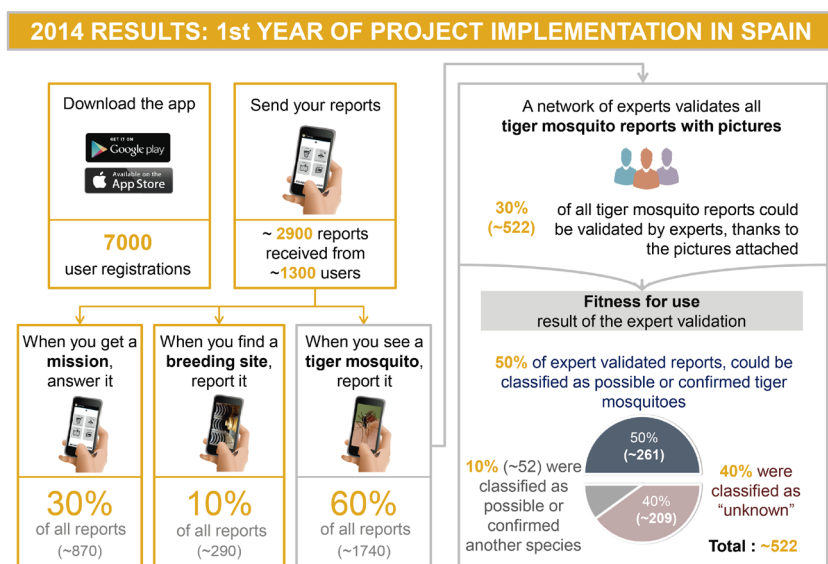 2014 RESULTS: 1st YEAR OF PROJECT IMPLEMENTATION IN SPAIN
Download the app
GET IT ON
Google play
Available on the
App Store
7000
user registrations
Send your reports
~ 2900 reports
received from
~1300 users
When you get a
mission,
answer it
30%
of all reports
(~870)
When you find a
breeding site,
report it
10%
of all reports
(~290)
When you see a
tiger mosquito,
report it
60%
of all reports
(~1740)
A network of experts validates all
tiger mosquito reports with pictures
30%
(~522)
of all tiger mosquito reports could
be validated by experts, thanks to
the pictures attached
Fitness for use
result of the expert validation
50% of expert validated reports, could be
classified as possible or confirmed tiger
mosquitoes
50%
(~261)
10% (~52) were
classified as
possible or
confirmed
another species
40%
(~209)
40% were
classified as
“unknown”
Total : ~522